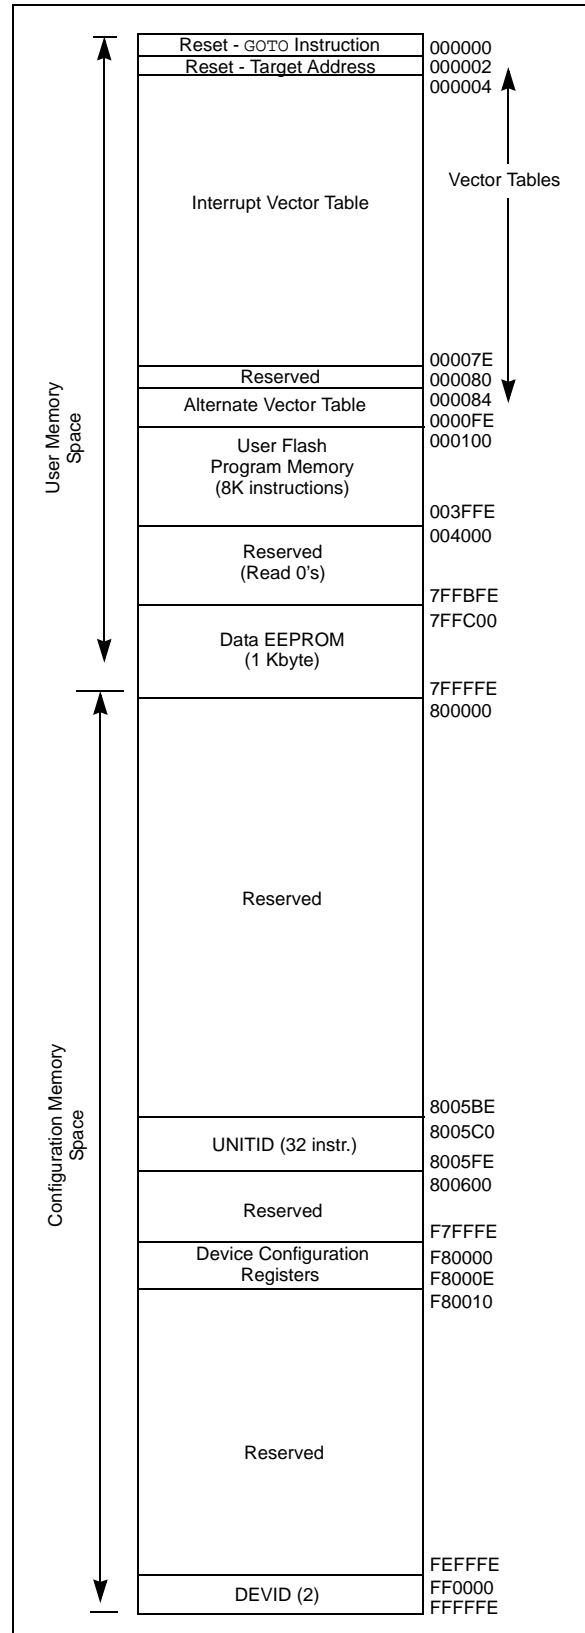 Reset - GOTO Instruction
000000
Reset - Target Address
000002
000004
Vector Tables
Interrupt Vector Table
00007E
Reserved
000080
Alternate Vector Table
000084
0000FE
User Flash
Program Memory
(8K instructions)
000100
003FFE
Reserved
(Read 0's)
004000
7FFBFE
Data EEPROM
(1 Kbyte)
7FFC00
7FFFFE
User Memory
Space
800000
Reserved
8005BE
UNITID (32 instr.)
8005C0
8005FE
800600
Reserved
F7FFFE
Device Configuration
Registers
F80000
F8000E
F80010
Reserved
FEFFFE
DEVID (2)
FF0000
FFFFFE
Configuration Memory
Space